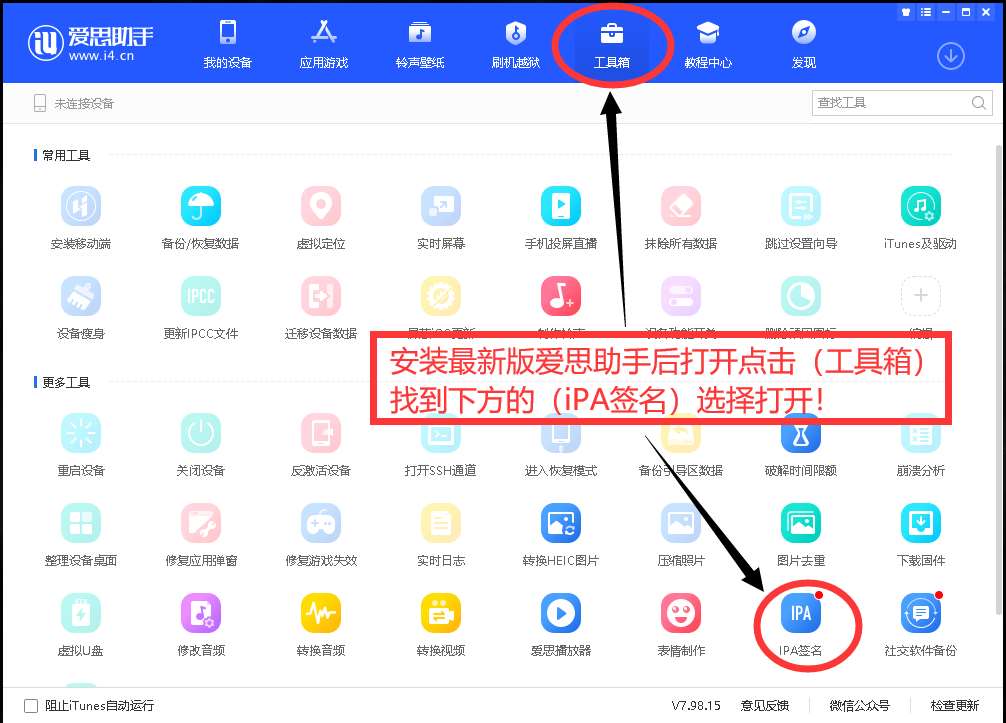 iU 爱思助手
www.i4.cn
我的设备 应用游戏 铃声壁纸 刷机越狱 工具箱 教程中心 发现
未连接设备 查找工具
常用工具
安装移动端 备份/恢复数据 虚拟定位 实时屏幕 手机投屏直播 抹除所有数据 跳过设置向导 iTunes及驱动
IPCC
设备瘦身 更新IPCC文件 迁移设备数据
安装最新版爱思助手后打开点击（工具箱）
找到下方的（iPA签名）选择打开！
更多工具
重启设备 关闭设备 反激活设备 打开SSH通道 进入恢复模式 备份引导区数据 破解时间限额 崩溃分析
整理设备桌面 修复应用弹窗 修复游戏失效 实时日志 转换HEIC图片 压缩照片 图片去重 下载固件
IPA
虚拟U盘 修改音频 转换音频 转换视频 爱思播放器 表情制作 IPA签名 社交软件备份
阻止iTunes自动运行 V7.98.15 意见反馈 微信公众号 检查更新